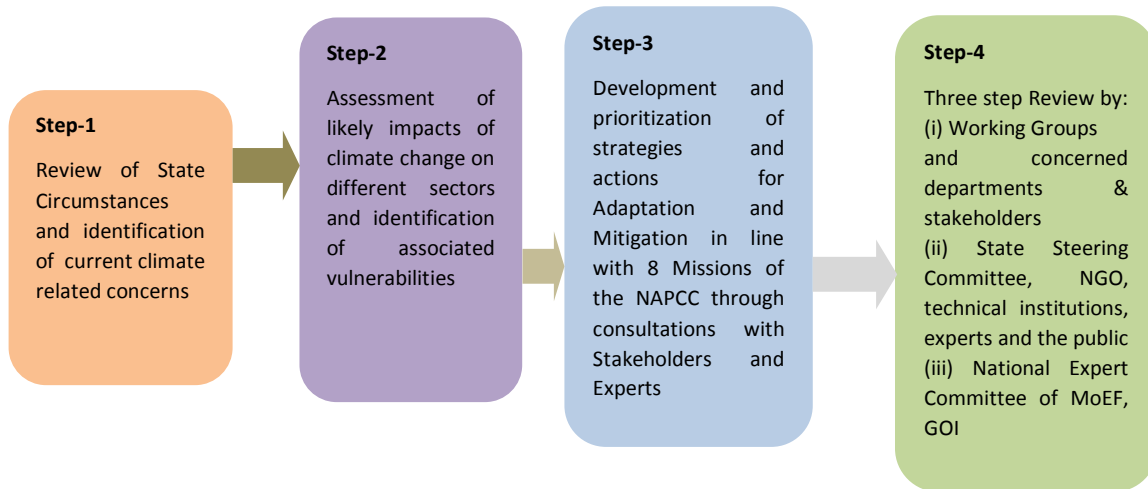 Step-1
Review of State
Circumstances
and identification
of current climate
related concerns
Step-2
Assessment of
likely impacts of
climate change on
different sectors
and identification
of associated
vulnerabilities
Step-3
Development and
prioritization of
strategies and
actions for
Adaptation and
Mitigation in line
with 8 Missions of
the NAPCC through
consultations with
Stakeholders and
Experts
Step-4
Three step Review by:
(i) Working Groups
and concerned
departments &
stakeholders
(ii) State Steering
Committee, NGO,
technical institutions,
experts and the public
(iii) National Expert
Committee of MoEF,
GOI